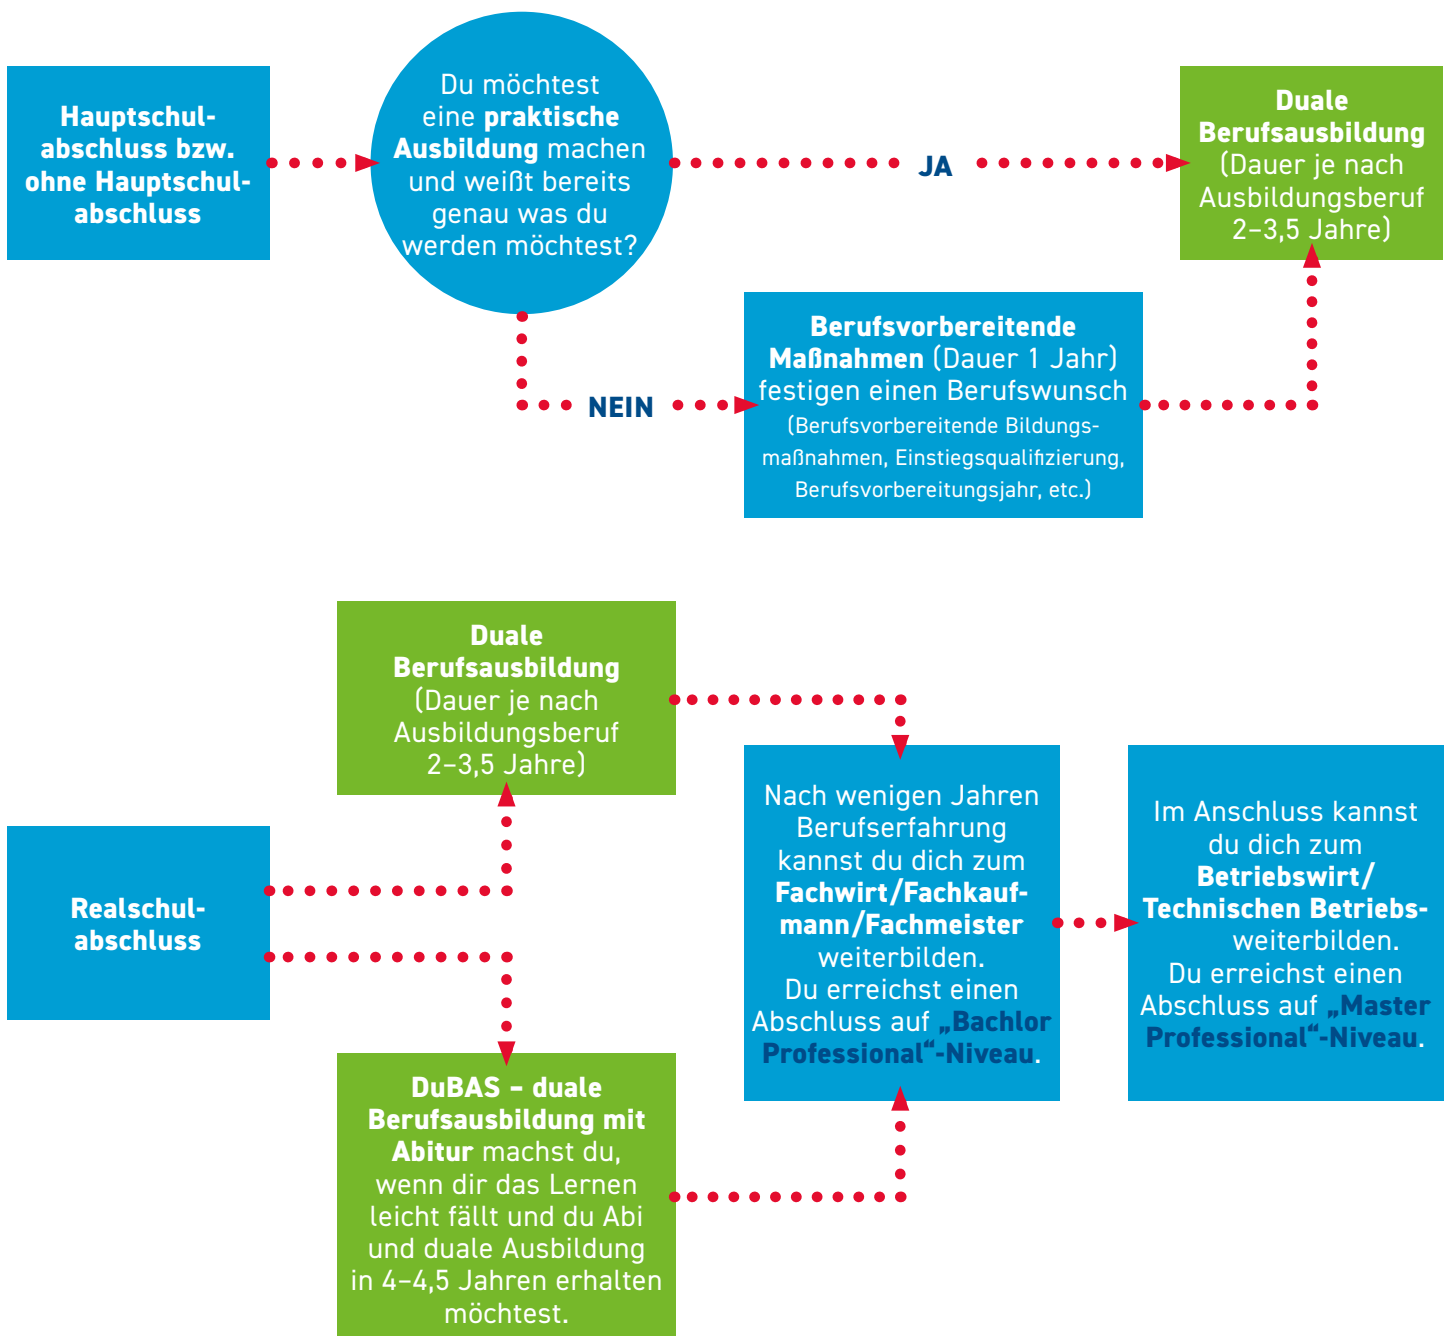 Hauptschul-
abschluss bzw.
ohne Hauptschul-
abschluss
Du möchtest
eine praktische
Ausbildung machen
und weißt bereits
genau was du
werden möchtest?
JA
Duale
Berufsausbildung
(Dauer je nach
Ausbildungsberuf
2–3,5 Jahre)
NEIN
Berufsvorbereitende
Maßnahmen (Dauer 1 Jahr)
festigen einen Berufswunsch
(Berufsvorbereitende Bildungs-
maßnahmen, Einstiegsqualifizierung,
Berufsvorbereitungsjahr, etc.)
Realschul-
abschluss
Duale
Berufsausbildung
(Dauer je nach
Ausbildungsberuf
2–3,5 Jahre)
DuBAS – duale
Berufsausbildung mit
Abitur machst du,
wenn dir das Lernen
leicht fällt und du Abi
und duale Ausbildung
in 4–4,5 Jahren erhalten
möchtest.
Nach wenigen Jahren
Berufserfahrung
kannst du dich zum
Fachwirt/Fachkauf-
mann/Fachmeister
weiterbilden.
Du erreichst einen
Abschluss auf „Bachlor
Professional“-Niveau.
Im Anschluss kannst
du dich zum
Betriebswirt/
Technischen Betriebs-
weiterbilden.
Du erreichst einen
Abschluss auf „Master
Professional“-Niveau.